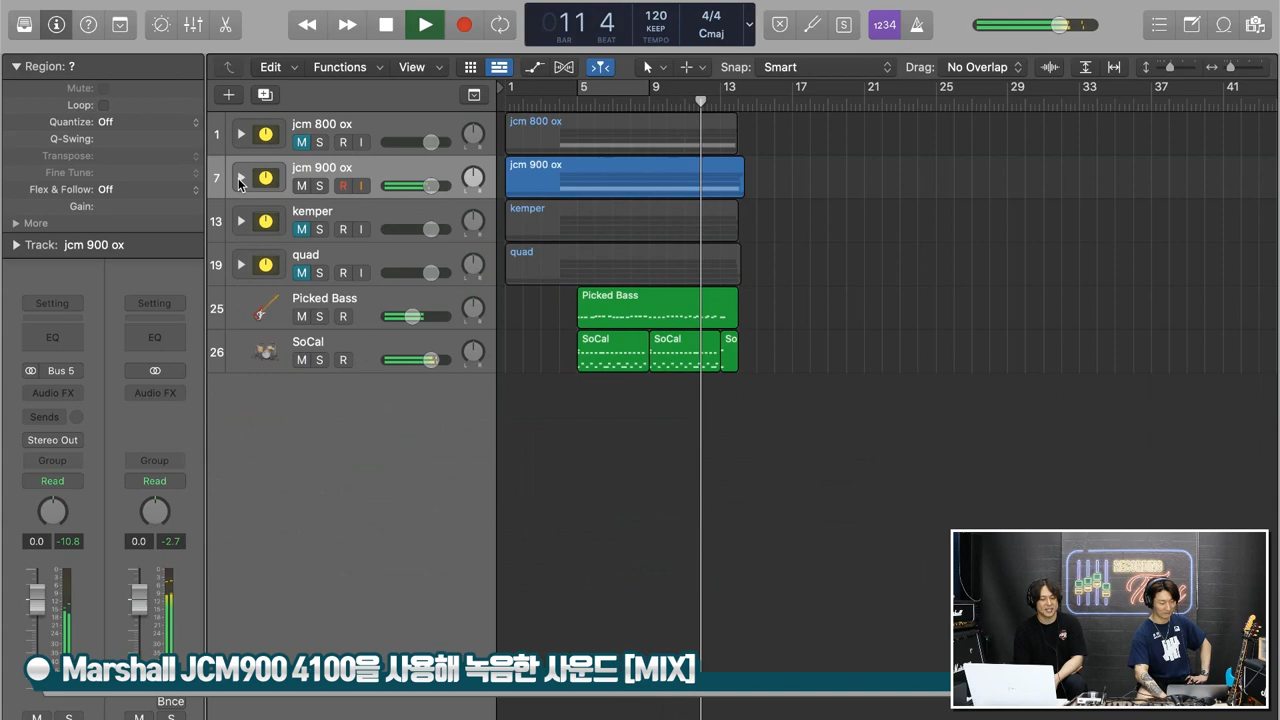 11 4
BAR BEAT
120
KEEP
TEMPO
4/4
Cmaj
S
1234
Region: ?
Mute:
Loop:
Quantize: Off
Q-Swing:
Transpose:
Fine Tune:
Flex & Follow: Off
Gain:
More
Track: jcm 900 ox
Edit
Functions
View
Snap: Smart
Drag: No Overlap
1 5 9 13 17 21 25 29 33 37 41
1 jcm 800 ox
M S R I
7 jcm 900 ox
M S R I
13 kemper
M S R I
19 quad
M S R I
25 Picked Bass
M S R
26 SoCal
M S R
L R
jcm 800 ox
jcm 900 ox
kemper
quad
Picked Bass
SoCal SoCal So
Setting Setting
EQ EQ
Bus 5
Audio FX Audio FX
Sends
Stereo Out
Group Group
Read Read
0.0 -10.8 0.0 -2.7
Marshall JCM900 4100을 사용해 녹음한 사운드 [MIX]
Bnce
M S M S
RECORDING
Marshall